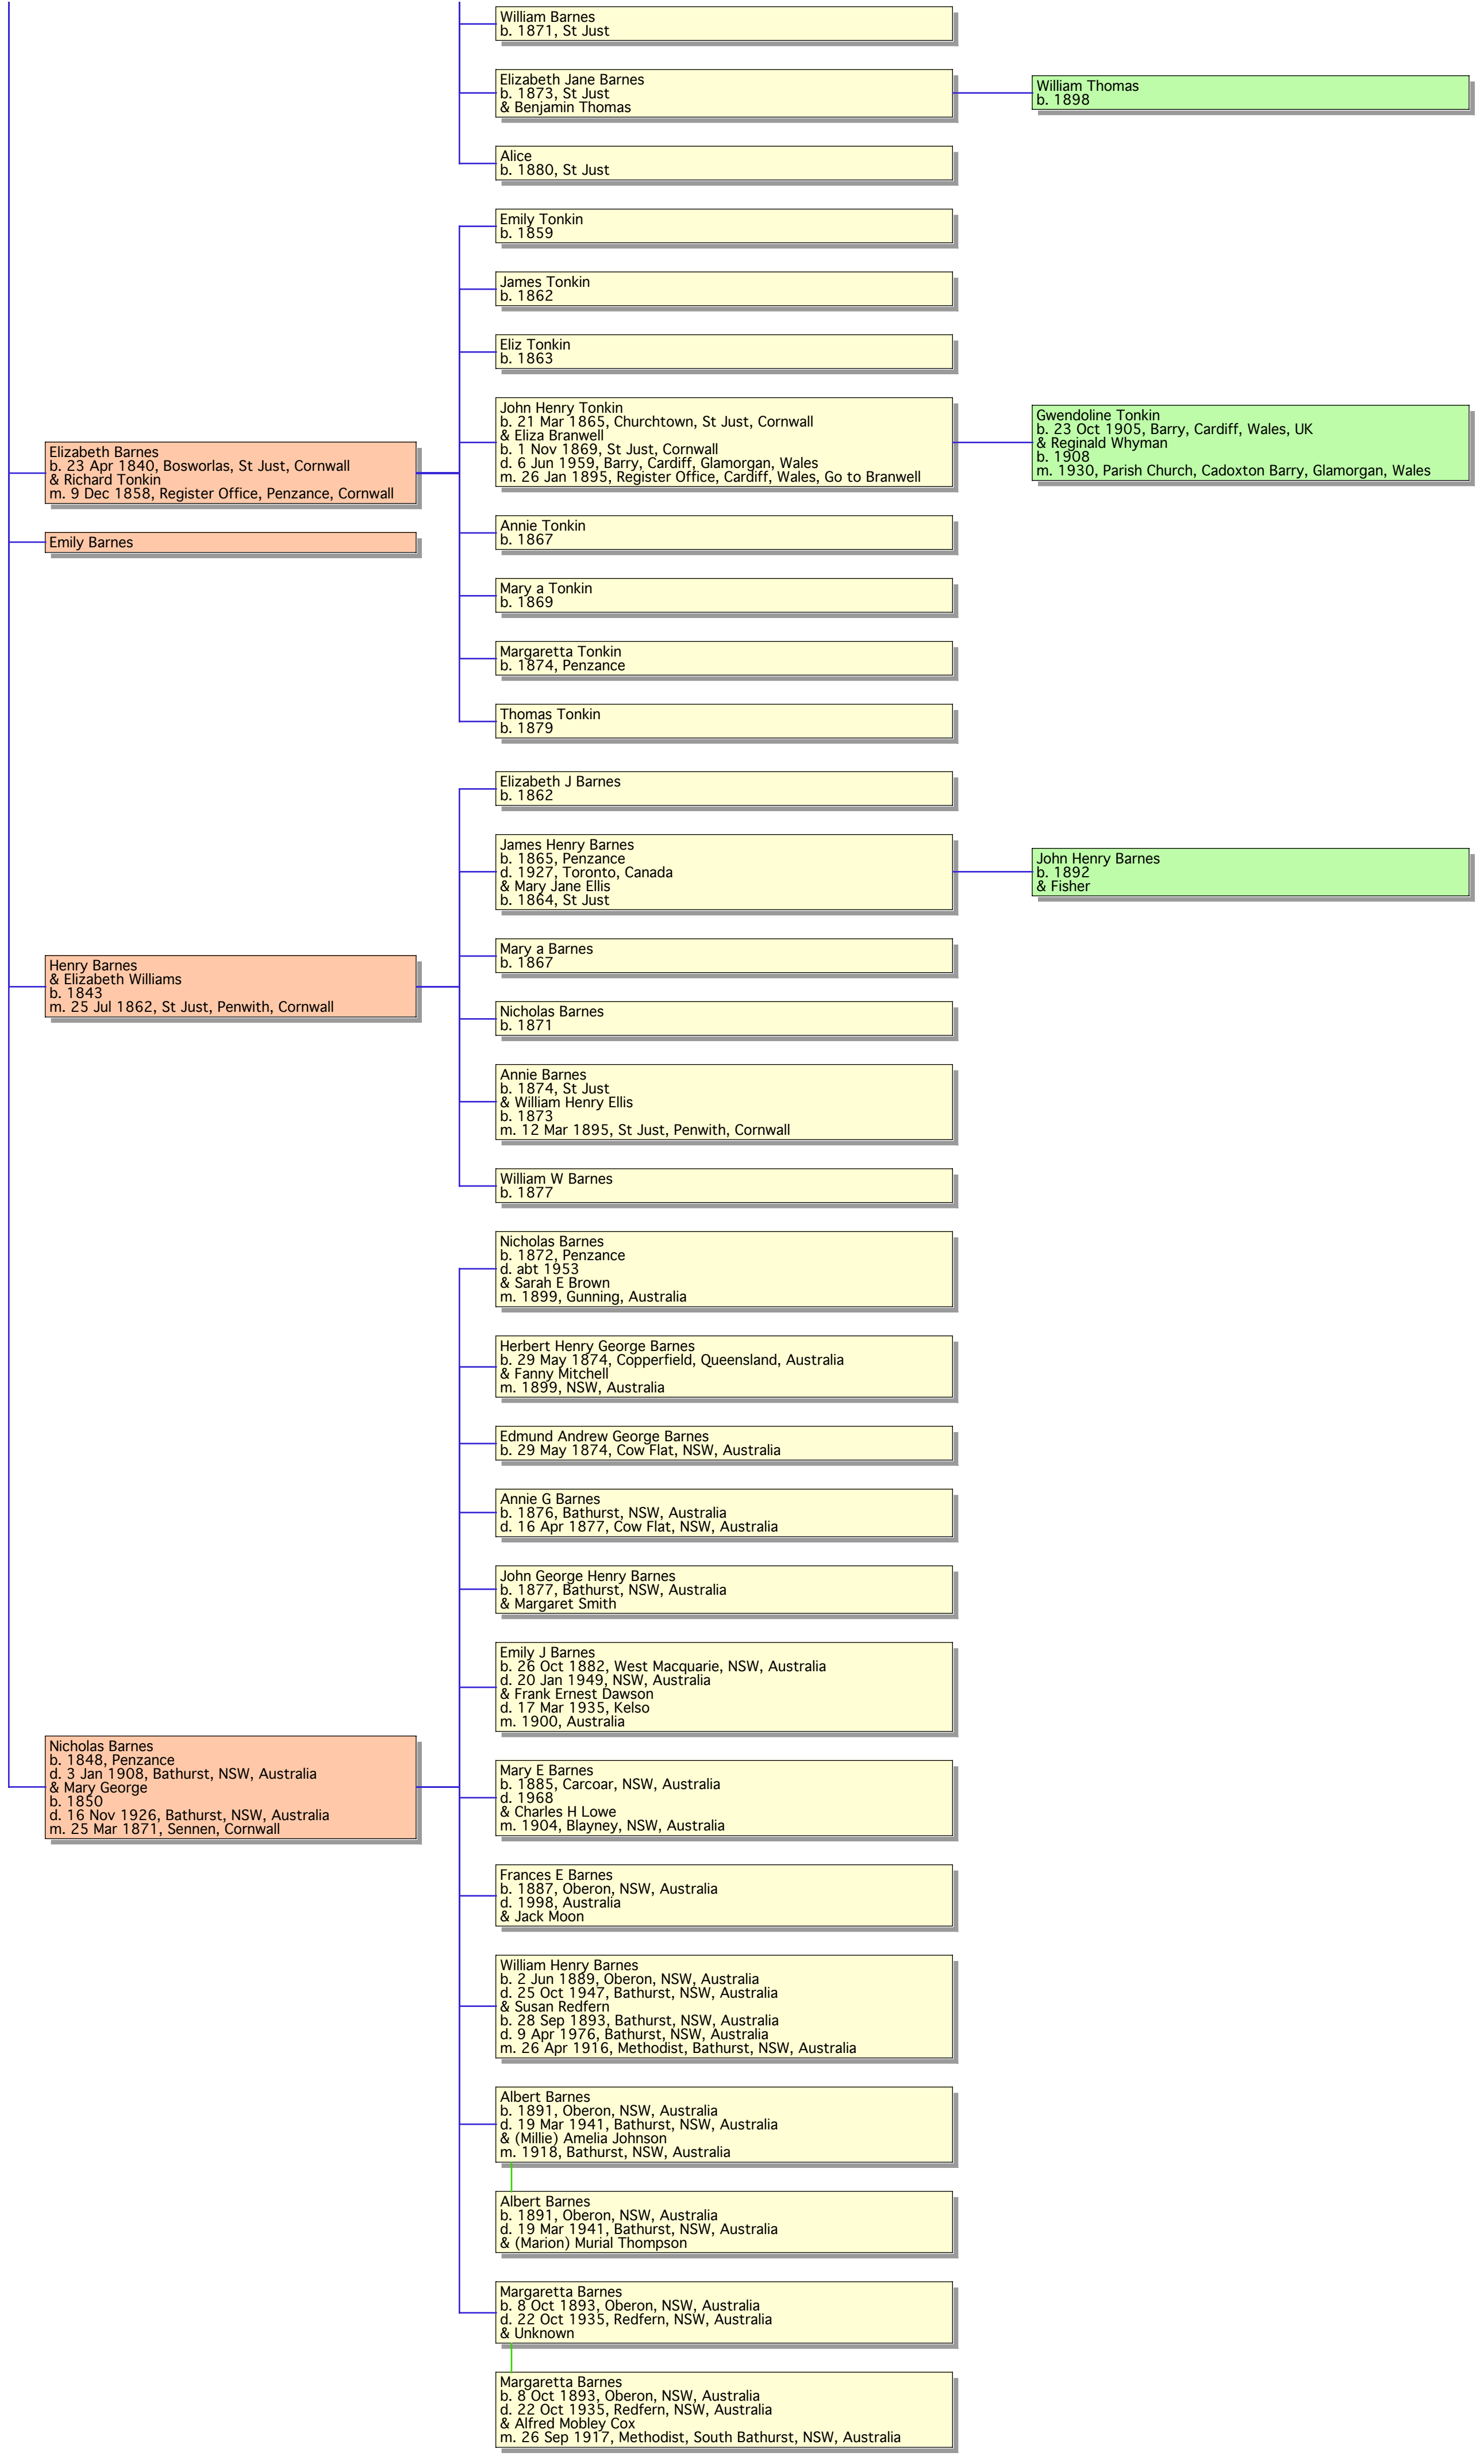 William Barnes
b. 1871, St Just
Elizabeth Jane Barnes
b. 1873, St Just
& Benjamin Thomas
William Thomas
b. 1898
Alice
b. 1880, St Just
Emily Tonkin
b. 1859
James Tonkin
b. 1862
Eliz Tonkin
b. 1863
Elizabeth Barnes
b. 23 Apr 1840, Bosworlas, St Just, Cornwall
& Richard Tonkin
m. 9 Dec 1858, Register Office, Penzance, Cornwall
John Henry Tonkin
b. 21 Mar 1865, Churchtown, St Just, Cornwall
& Eliza Branwell
b. 1 Nov 1869, St Just, Cornwall
d. 6 Jun 1959, Barry, Cardiff, Glamorgan, Wales
m. 26 Jan 1895, Register Office, Cardiff, Wales, Go to Branwell
Gwendoline Tonkin
b. 23 Oct 1905, Barry, Cardiff, Wales, UK
& Reginald Whyman
b. 1908
m. 1930, Parish Church, Cadoxton Barry, Glamorgan, Wales
Emily Barnes
Annie Tonkin
b. 1867
Mary a Tonkin
b. 1869
Margaretta Tonkin
b. 1874, Penzance
Thomas Tonkin
b. 1879
Elizabeth J Barnes
b. 1862
James Henry Barnes
b. 1865, Penzance
d. 1927, Toronto, Canada
& Mary Jane Ellis
b. 1864, St Just
John Henry Barnes
b. 1892
& Fisher
Mary a Barnes
b. 1867
Henry Barnes
& Elizabeth Williams
b. 1843
m. 25 Jul 1862, St Just, Penwith, Cornwall
Nicholas Barnes
b. 1871
Annie Barnes
b. 1874, St Just
& William Henry Ellis
b. 1873
m. 12 Mar 1895, St Just, Penwith, Cornwall
William W Barnes
b. 1877
Nicholas Barnes
b. 1872, Penzance
d. abt 1953
& Sarah E Brown
m. 1899, Gunning, Australia
Herbert Henry George Barnes
b. 29 May 1874, Copperfield, Queensland, Australia
& Fanny Mitchell
m. 1899, NSW, Australia
Edmund Andrew George Barnes
b. 29 May 1874, Cow Flat, NSW, Australia
Annie G Barnes
b. 1876, Bathurst, NSW, Australia
d. 16 Apr 1877, Cow Flat, NSW, Australia
John George Henry Barnes
b. 1877, Bathurst, NSW, Australia
& Margaret Smith
Emily J Barnes
b. 26 Oct 1882, West Macquarie, NSW, Australia
d. 20 Jan 1949, NSW, Australia
& Frank Ernest Dawson
d. 17 Mar 1935, Kelso
m. 1900, Australia
Nicholas Barnes
b. 1848, Penzance
d. 3 Jan 1908, Bathurst, NSW, Australia
& Mary George
b. 1850
d. 16 Nov 1926, Bathurst, NSW, Australia
m. 25 Mar 1871, Sennen, Cornwall
Mary E Barnes
b. 1885, Carcoar, NSW, Australia
d. 1968
& Charles H Lowe
m. 1904, Blayney, NSW, Australia
Frances E Barnes
b. 1887, Oberon, NSW, Australia
d. 1998, Australia
& Jack Moon
William Henry Barnes
b. 2 Jun 1889, Oberon, NSW, Australia
d. 25 Oct 1947, Bathurst, NSW, Australia
& Susan Redfern
b. 28 Sep 1893, Bathurst, NSW, Australia
d. 9 Apr 1976, Bathurst, NSW, Australia
m. 26 Apr 1916, Methodist, Bathurst, NSW, Australia
Albert Barnes
b. 1891, Oberon, NSW, Australia
d. 19 Mar 1941, Bathurst, NSW, Australia
& (Millie) Amelia Johnson
m. 1918, Bathurst, NSW, Australia
Albert Barnes
b. 1891, Oberon, NSW, Australia
d. 19 Mar 1941, Bathurst, NSW, Australia
& (Marion) Murial Thompson
Margaretta Barnes
b. 8 Oct 1893, Oberon, NSW, Australia
d. 22 Oct 1935, Redfern, NSW, Australia
& Unknown
Margaretta Barnes
b. 8 Oct 1893, Oberon, NSW, Australia
d. 22 Oct 1935, Redfern, NSW, Australia
& Alfred Mobley Cox
m. 26 Sep 1917, Methodist, South Bathurst, NSW, Australia